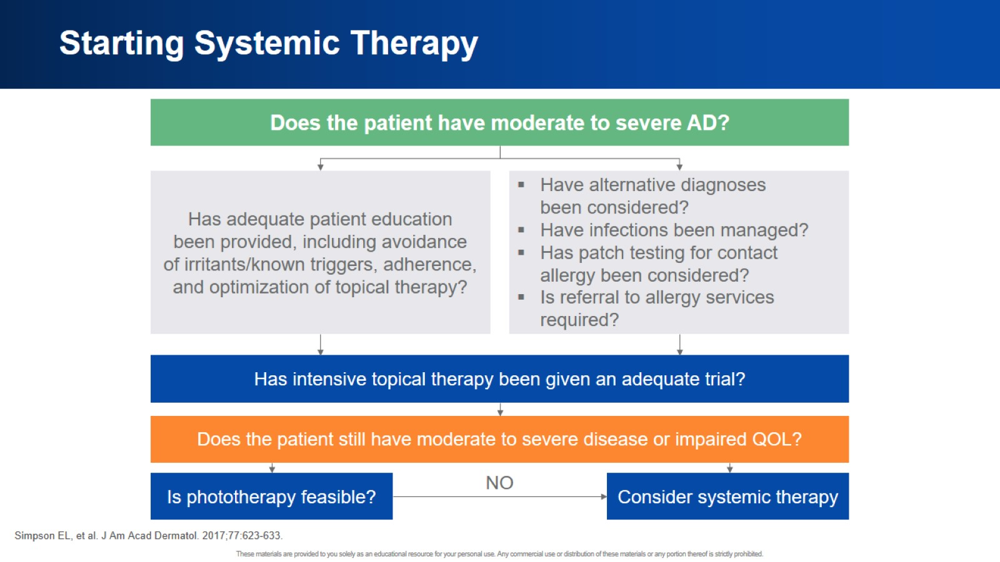 Starting Systemic Therapy
Does the patient have moderate to severe AD?
Has adequate patient education
been provided, including avoidance
of irritants/known triggers, adherence,
and optimization of topical therapy?
▪ Have alternative diagnoses
been considered?
▪ Have infections been managed?
▪ Has patch testing for contact
allergy been considered?
▪ Is referral to allergy services
required?
Has intensive topical therapy been given an adequate trial?
Does the patient still have moderate to severe disease or impaired QOL?
Is phototherapy feasible?
NO
Consider systemic therapy
Simpson EL, et al. J Am Acad Dermatol. 2017;77:623-633.
These materials are provided to you solely as an educational resource for your personal use. Any commercial use or distribution of these materials or any portion thereof is strictly prohibited.